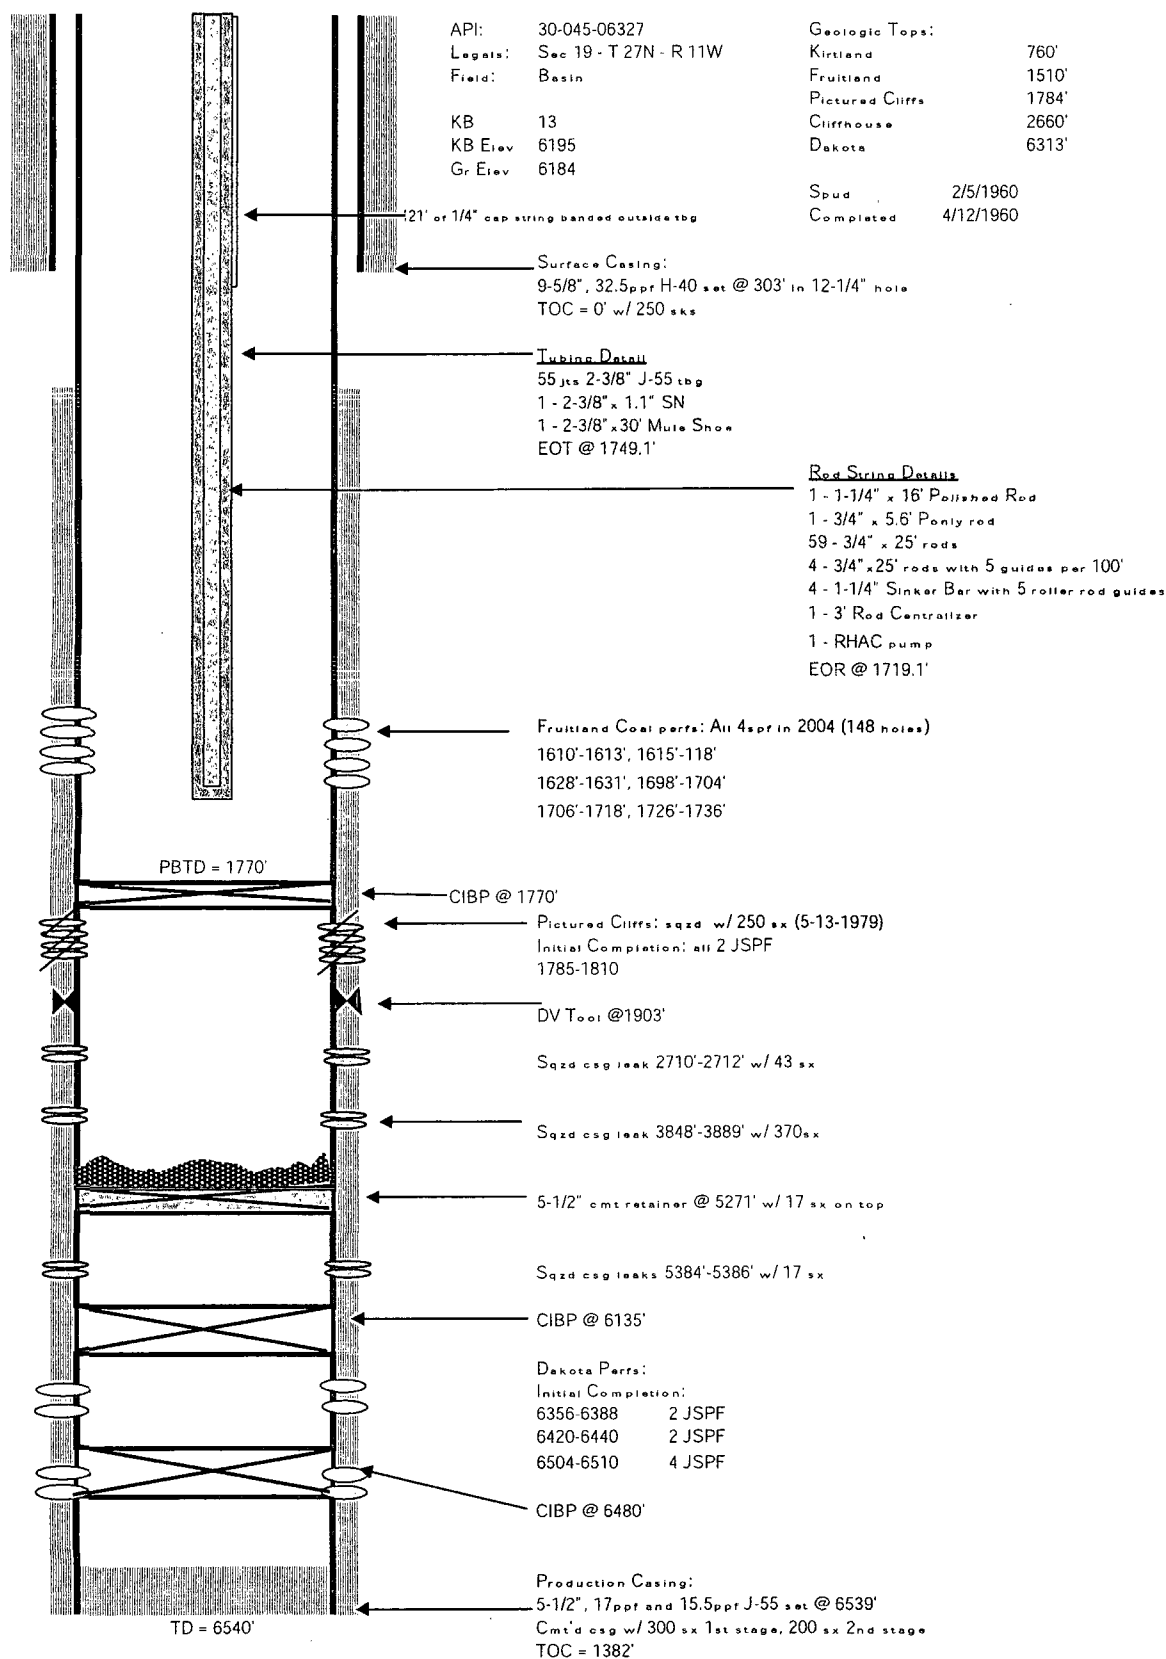 API: 30-045-06327
Legals: Sec 19 - T 27N - R 11W
Field: Basin
KB 13
KB Elev 6195
Gr Elev 6184
Geologic Tops:
Kirtland 760'
Fruitland 1510'
Pictured Cliffs 1784'
Cliffhouse 2660'
Dakota 6313'
Spud 2/5/1960
Completed 4/12/1960
21' of 1/4" cap string banded outside tbg
Surface Casing:
9-5/8", 32.5ppf H-40 set @ 303' in 12-1/4" hole
TOC = 0' w/ 250 sks
Tubing Detail
55 jts 2-3/8" J-55 tbg
1 - 2-3/8" x 1.1" SN
1 - 2-3/8" x30' Mule Shoe
EOT @ 1749.1'
Rod String Details
1 - 1-1/4" x 16' Polished Rod
1 - 3/4" x 5.6' Ponly rod
59 - 3/4" x 25' rods
4 - 3/4"x25' rods with 5 guides per 100'
4 - 1-1/4" Sinker Bar with 5 roller rod guides
1 - 3' Rod Centralizer
1 - RHAC pump
EOR @ 1719.1'
Fruitland Coal perfs: All 4spf in 2004 (148 holes)
1610'-1613', 1615'-118'
1628'-1631', 1698'-1704'
1706'-1718', 1726'-1736'
PBTD = 1770'
CIBP @ 1770'
Pictured Cliffs: sqzd w/ 250 sx (5-13-1979)
Initial Completion: all 2 JSPF
1785-1810
DV Tool @1903'
Sqzd csg leak 2710'-2712' w/ 43 sx
Sqzd csg leak 3848'-3889' w/ 370sx
5-1/2" cmt retainer @ 5271' w/ 17 sx on top
Sqzd csg leaks 5384'-5386' w/ 17 sx
CIBP @ 6135'
Dakota Perfs:
Initial Completion:
6356-6388 2 JSPF
6420-6440 2 JSPF
6504-6510 4 JSPF
CIBP @ 6480'
Production Casing:
5-1/2", 17ppf and 15.5ppf J-55 set @ 6539'
Cmt'd csg w/ 300 sx 1st stage, 200 sx 2nd stage
TOC = 1382'
TD = 6540'